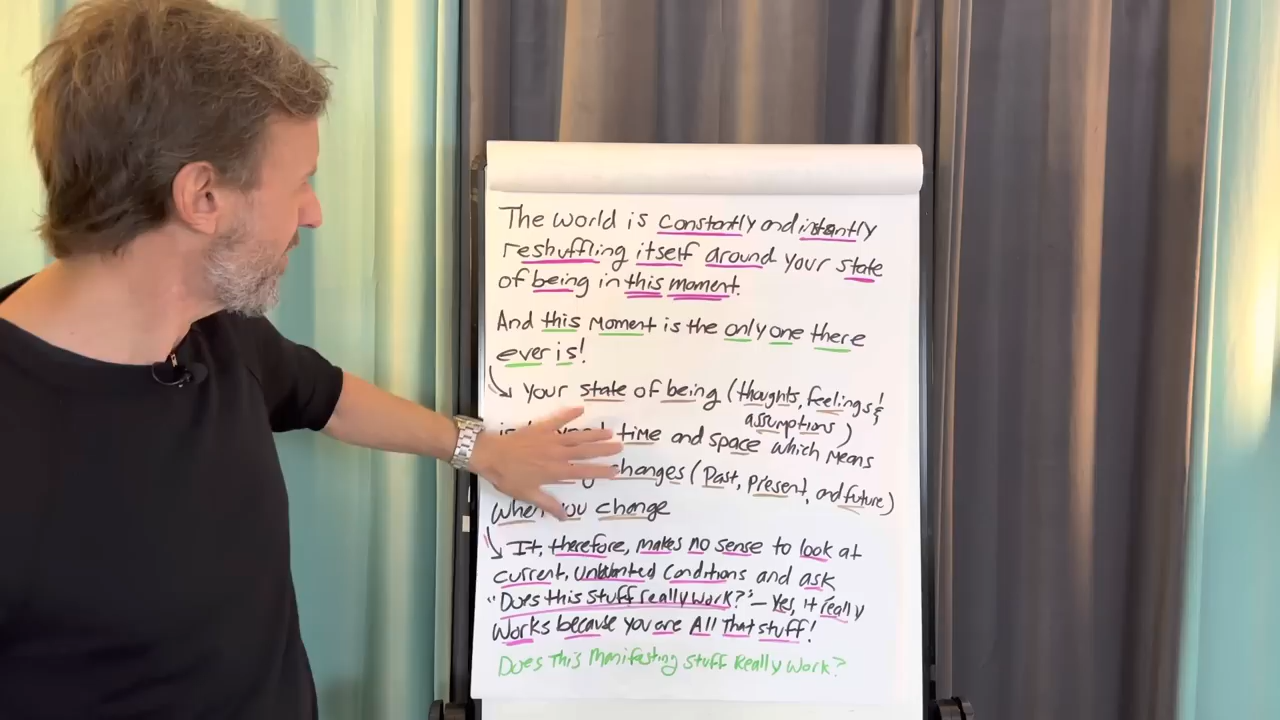 The world is constantly and instantly
reshuffling itself around your state
of being in this moment.
And this moment is the only one there
ever is!
Your state of being (thoughts, feelings &
assumptions)
time and space which means
changes (Past, present, and future)
when you change
It, therefore, makes no sense to look at
current, unwanted conditions and ask
"Does this stuff really work?" – Yes, it really
works because you are All That stuff!
Does This Manifesting Stuff Really Work?